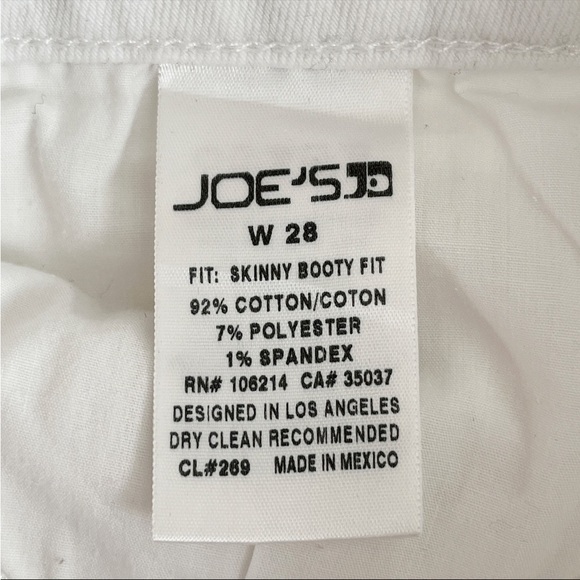 JOE'S JD
W 28
FIT: SKINNY BOOTY FIT
92% COTTON/COTON
7% POLYESTER
1% SPANDEX
RN# 106214 CA# 35037
DESIGNED IN LOS ANGELES
DRY CLEAN RECOMMENDED
CL#269 MADE IN MEXICO